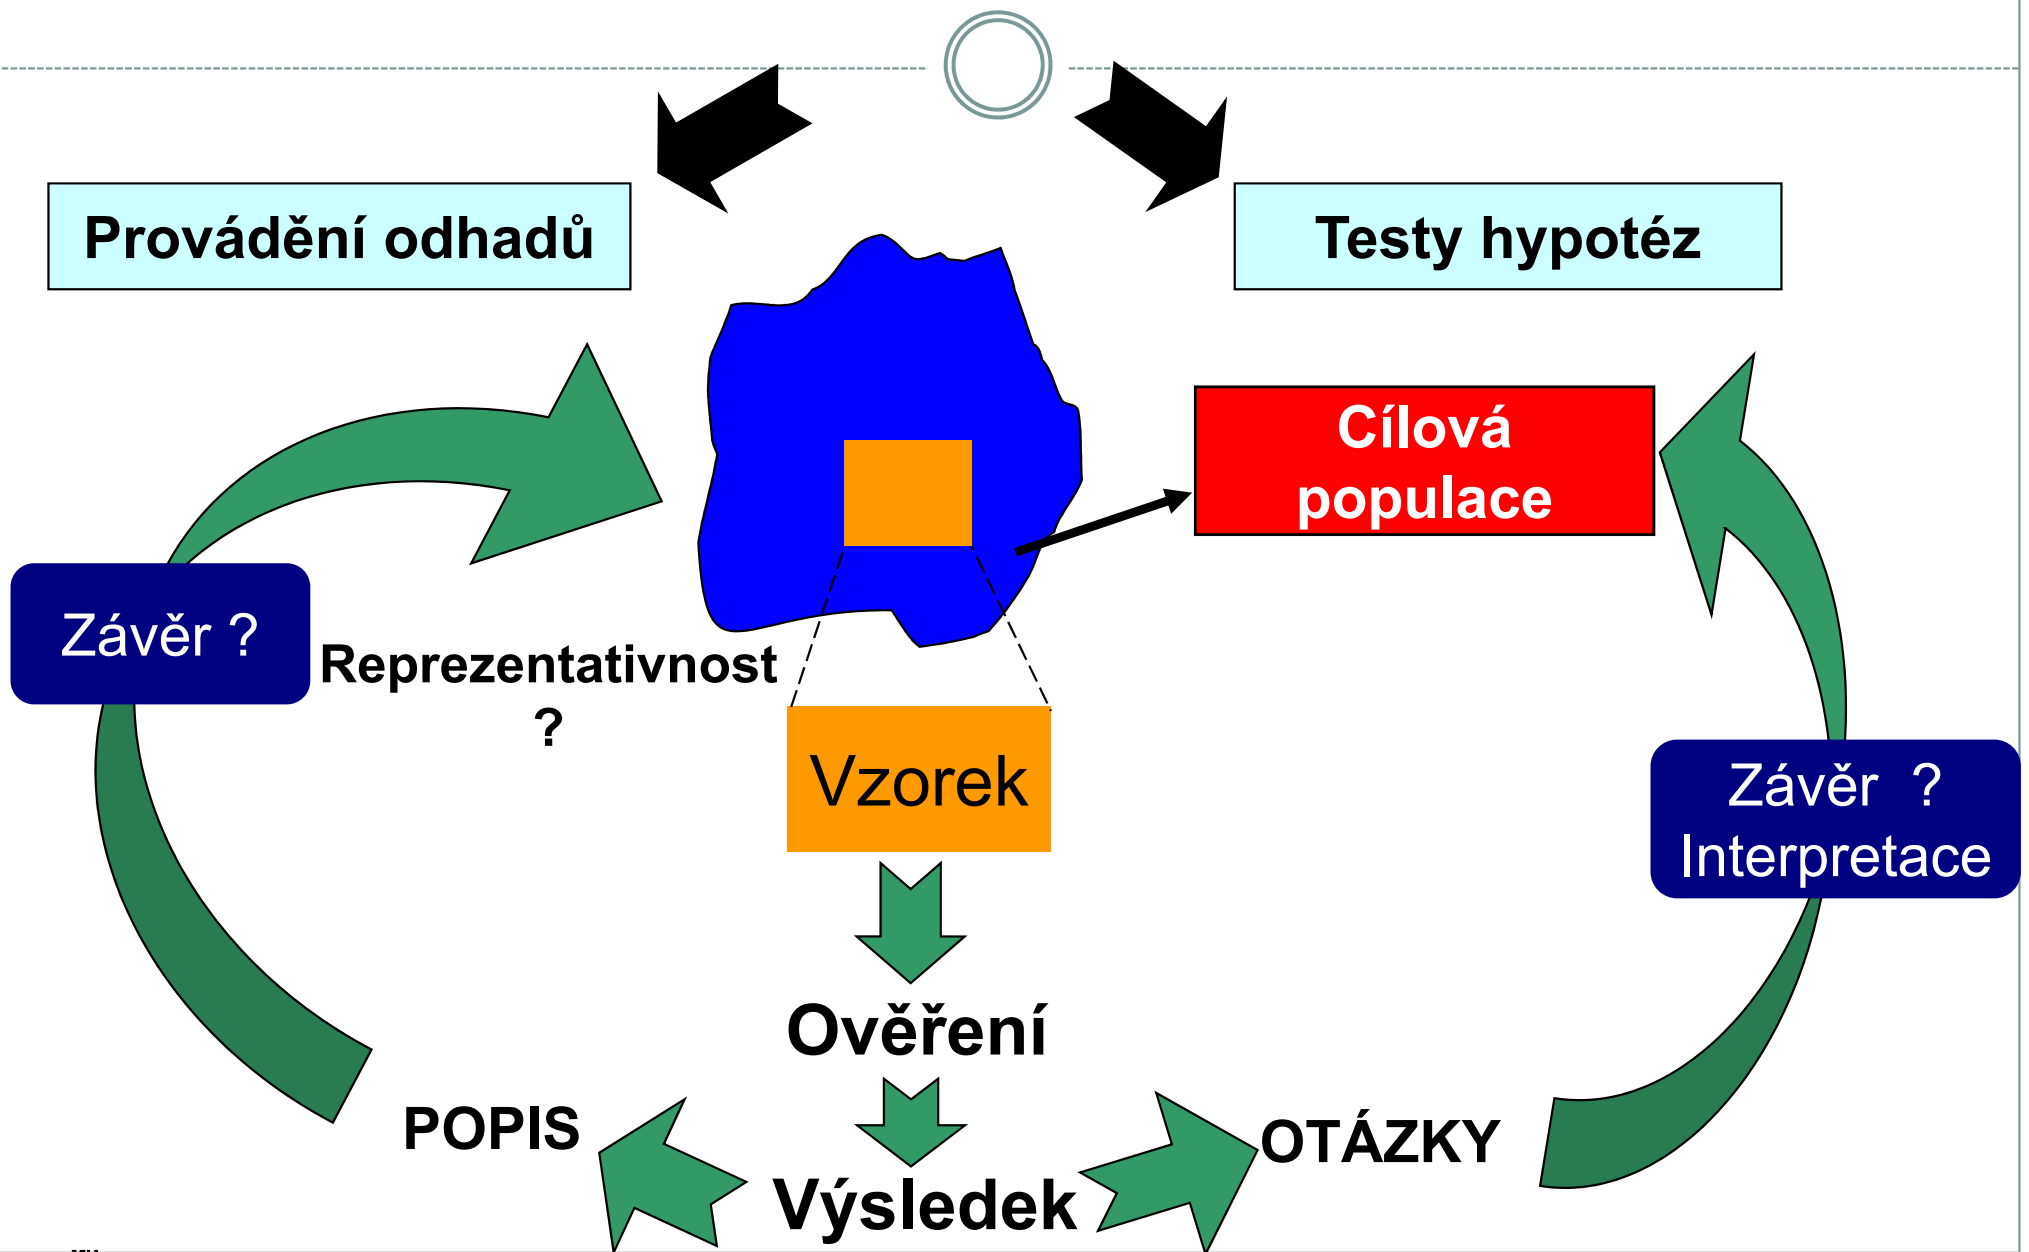 Provádění odhadů
Testy hypotéz
Cílová
populace
Závěr ?
Reprezentativnost
?
Vzorek
Závěr ?
Interpretace
Ověření
POPIS
OTÁZKY
Výsledek